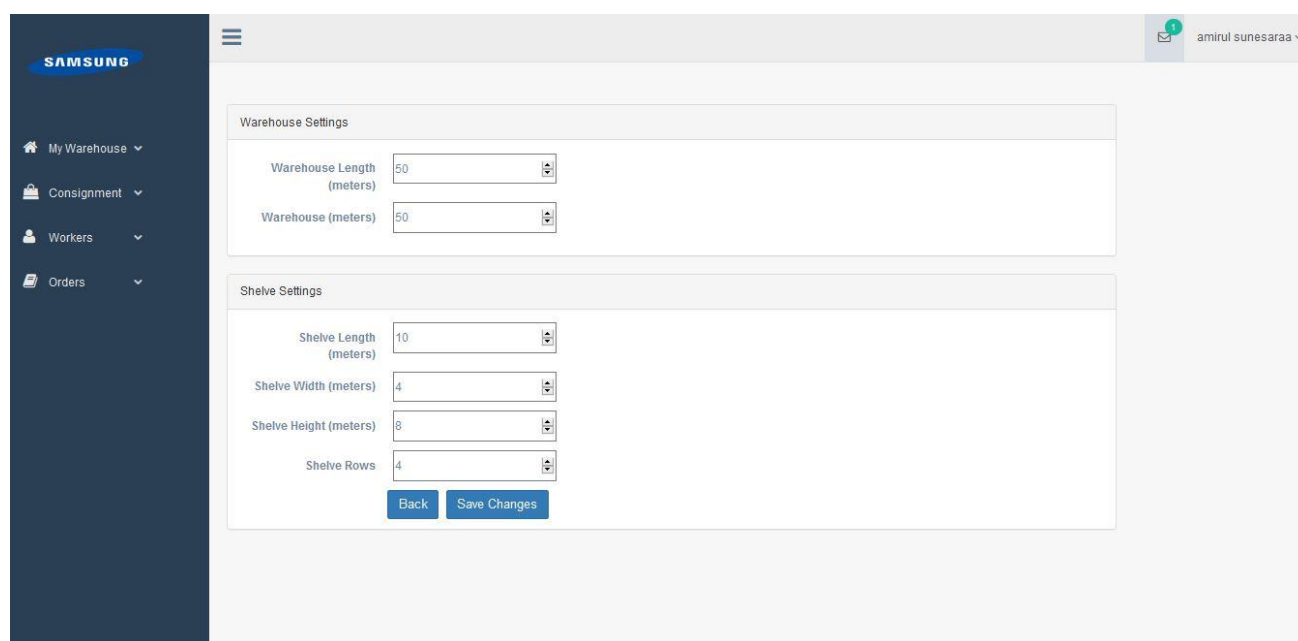 SAMSUNG
1
amirul sunesaraa
My Warehouse
Consignment
Workers
Orders
Warehouse Settings
Warehouse Length
(meters)
50
Warehouse (meters)
50
Shelve Settings
Shelve Length
(meters)
10
Shelve Width (meters)
4
Shelve Height (meters)
8
Shelve Rows
4
Back
Save Changes